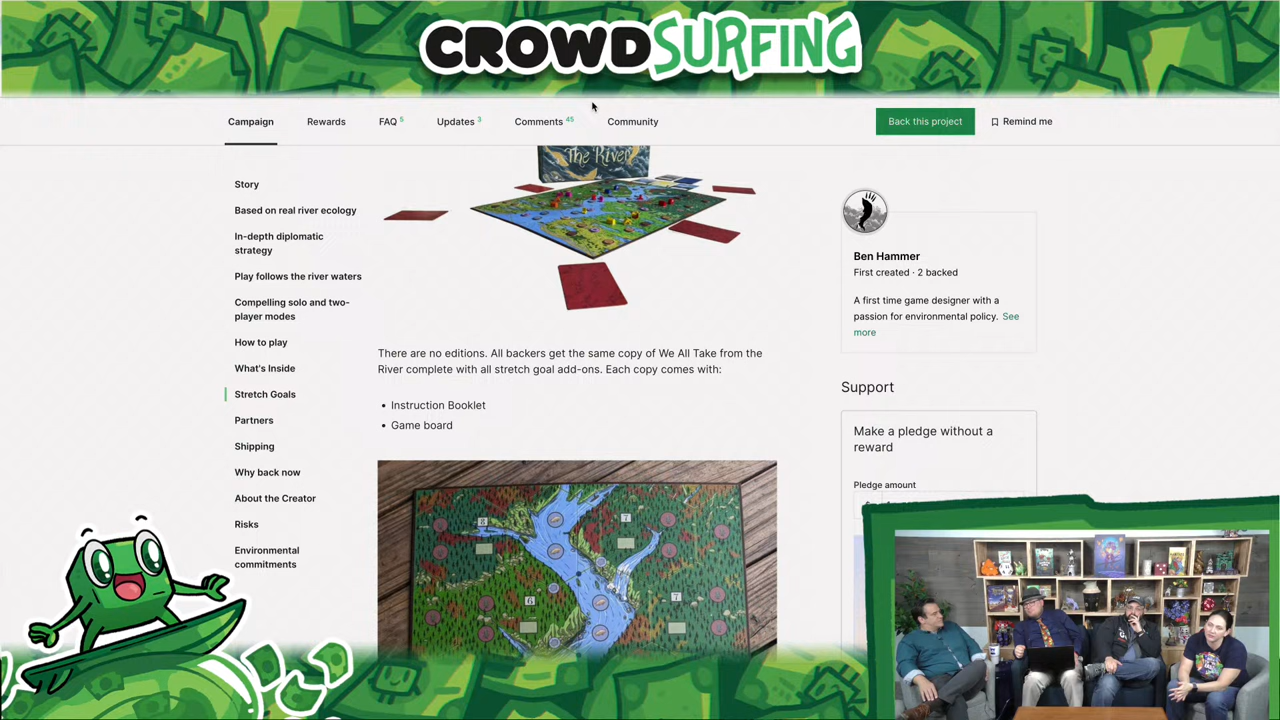 CROWDSURFING
Campaign
Rewards
FAQ 5
Updates 3
Comments 45
Community
Back this project
Remind me
Story
Based on real river ecology
In-depth diplomatic
strategy
Play follows the river waters
Compelling solo and two-
player modes
How to play
What's Inside
Stretch Goals
Partners
Shipping
Why back now
About the Creator
Risks
Environmental
commitments
The River
There are no editions. All backers get the same copy of We All Take from the
River complete with all stretch goal add-ons. Each copy comes with:
• Instruction Booklet
• Game board
8
7
6
7
Ben Hammer
First created · 2 backed
A first time game designer with a
passion for environmental policy. See
more
Support
Make a pledge without a
reward
Pledge amount